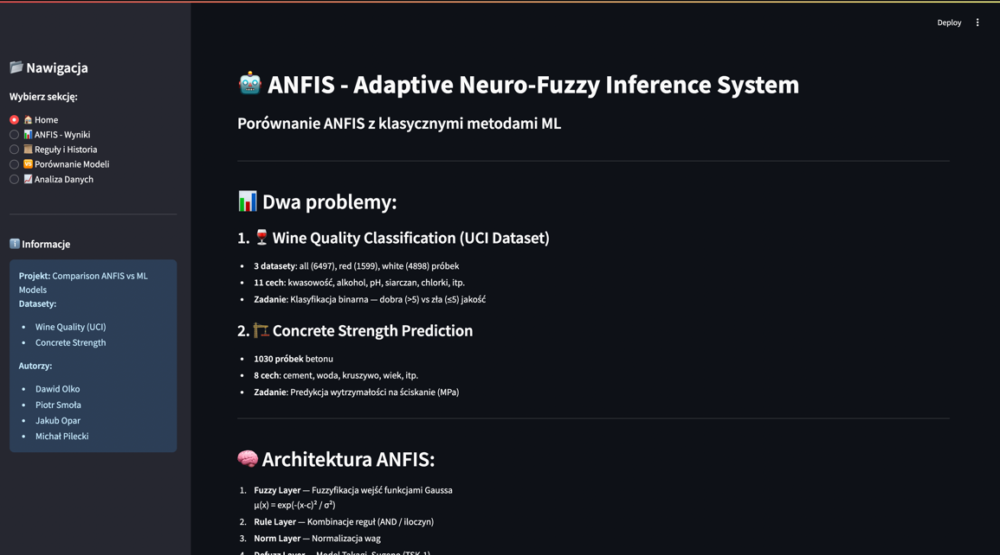 Deploy
Nawigacja
Wybierz sekcję:
Home
ANFIS - Wyniki
Reguły i Historia
VS Porównanie Modeli
Analiza Danych
Informacje
Projekt: Comparison ANFIS vs ML
Models
Datasety:
• Wine Quality (UCI)
• Concrete Strength
Autorzy:
• Dawid Olko
• Piotr Smoła
• Jakub Opar
• Michał Pilecki
ANFIS - Adaptive Neuro-Fuzzy Inference System
Porównanie ANFIS z klasycznymi metodami ML
Dwa problemy:
1. Wine Quality Classification (UCI Dataset)
• 3 datasety: all (6497), red (1599), white (4898) próbek
• 11 cech: kwasowość, alkohol, pH, siarczan, chlorki, itp.
• Zadanie: Klasyfikacja binarna — dobra (>5) vs zła (≤5) jakość
2. Concrete Strength Prediction
• 1030 próbek betonu
• 8 cech: cement, woda, kruszywo, wiek, itp.
• Zadanie: Predykcja wytrzymałości na ściskanie (MPa)
Architektura ANFIS:
1. Fuzzy Layer — Fuzzyfikacja wejść funkcjami Gaussa
μ(x) = exp(-(x-c)² / σ²)
2. Rule Layer — Kombinacje reguł (AND / iloczyn)
3. Norm Layer — Normalizacja wag
4. Defuzz Layer — Model Takagi-Sugeno (TSK-1)